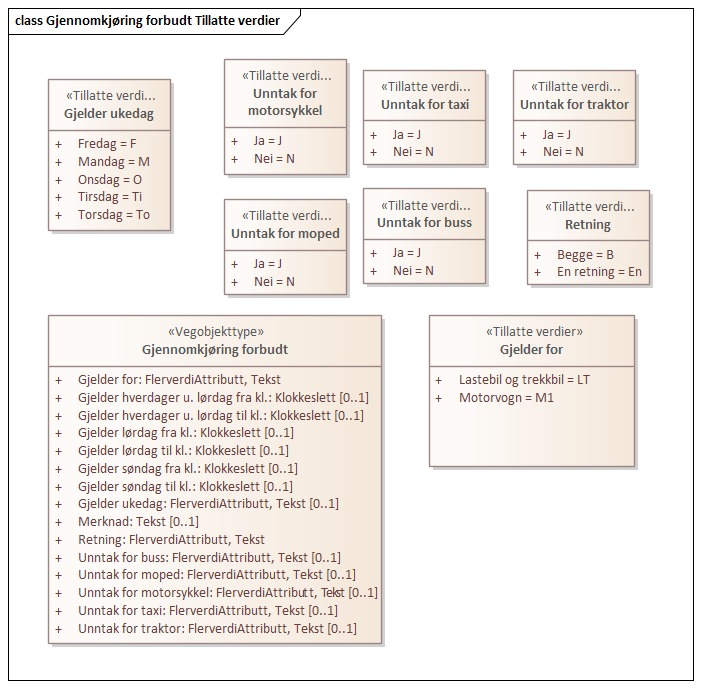 class Gjennomkjøring forbudt Tillatte verdier
«Tillatte verdi...
Gjelder ukedag
+ Fredag = F
+ Mandag = M
+ Onsdag = O
+ Tirsdag = Ti
+ Torsdag = To
«Tillatte verdi...
Unntak for
motorsykkel
+ Ja = J
+ Nei = N
«Tillatte verdi...
Unntak for taxi
+ Ja = J
+ Nei = N
«Tillatte verdi...
Unntak for traktor
+ Ja = J
+ Nei = N
«Tillatte verdi...
Unntak for moped
+ Ja = J
+ Nei = N
«Tillatte verdi...
Unntak for buss
+ Ja = J
+ Nei = N
«Tillatte verdi...
Retning
+ Begge = B
+ En retning = En
«Vegobjekttype»
Gjennomkjøring forbudt
+ Gjelder for: FlerverdiAttributt, Tekst
+ Gjelder hverdager u. lørdag fra kl.: Klokkeslett [0..1]
+ Gjelder hverdager u. lørdag til kl.: Klokkeslett [0..1]
+ Gjelder lørdag fra kl.: Klokkeslett [0..1]
+ Gjelder lørdag til kl.: Klokkeslett [0..1]
+ Gjelder søndag fra kl.: Klokkeslett [0..1]
+ Gjelder søndag til kl.: Klokkeslett [0..1]
+ Gjelder ukedag: FlerverdiAttributt, Tekst [0..1]
+ Merknad: Tekst [0..1]
+ Retning: FlerverdiAttributt, Tekst
+ Unntak for buss: FlerverdiAttributt, Tekst [0..1]
+ Unntak for moped: FlerverdiAttributt, Tekst [0..1]
+ Unntak for motorsykkel: FlerverdiAttributt, Tekst [0..1]
+ Unntak for taxi: FlerverdiAttributt, Tekst [0..1]
+ Unntak for traktor: FlerverdiAttributt, Tekst [0..1]
«Tillatte verdier»
Gjelder for
+ Lastebil og trekkbil = LT
+ Motorvogn = M1